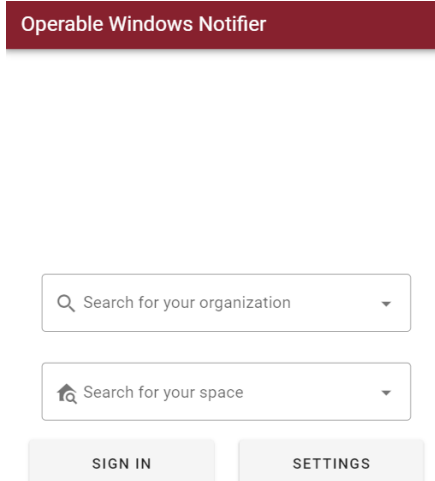 Operable Windows Notifier
Search for your organization
Search for your space
SIGN IN
SETTINGS